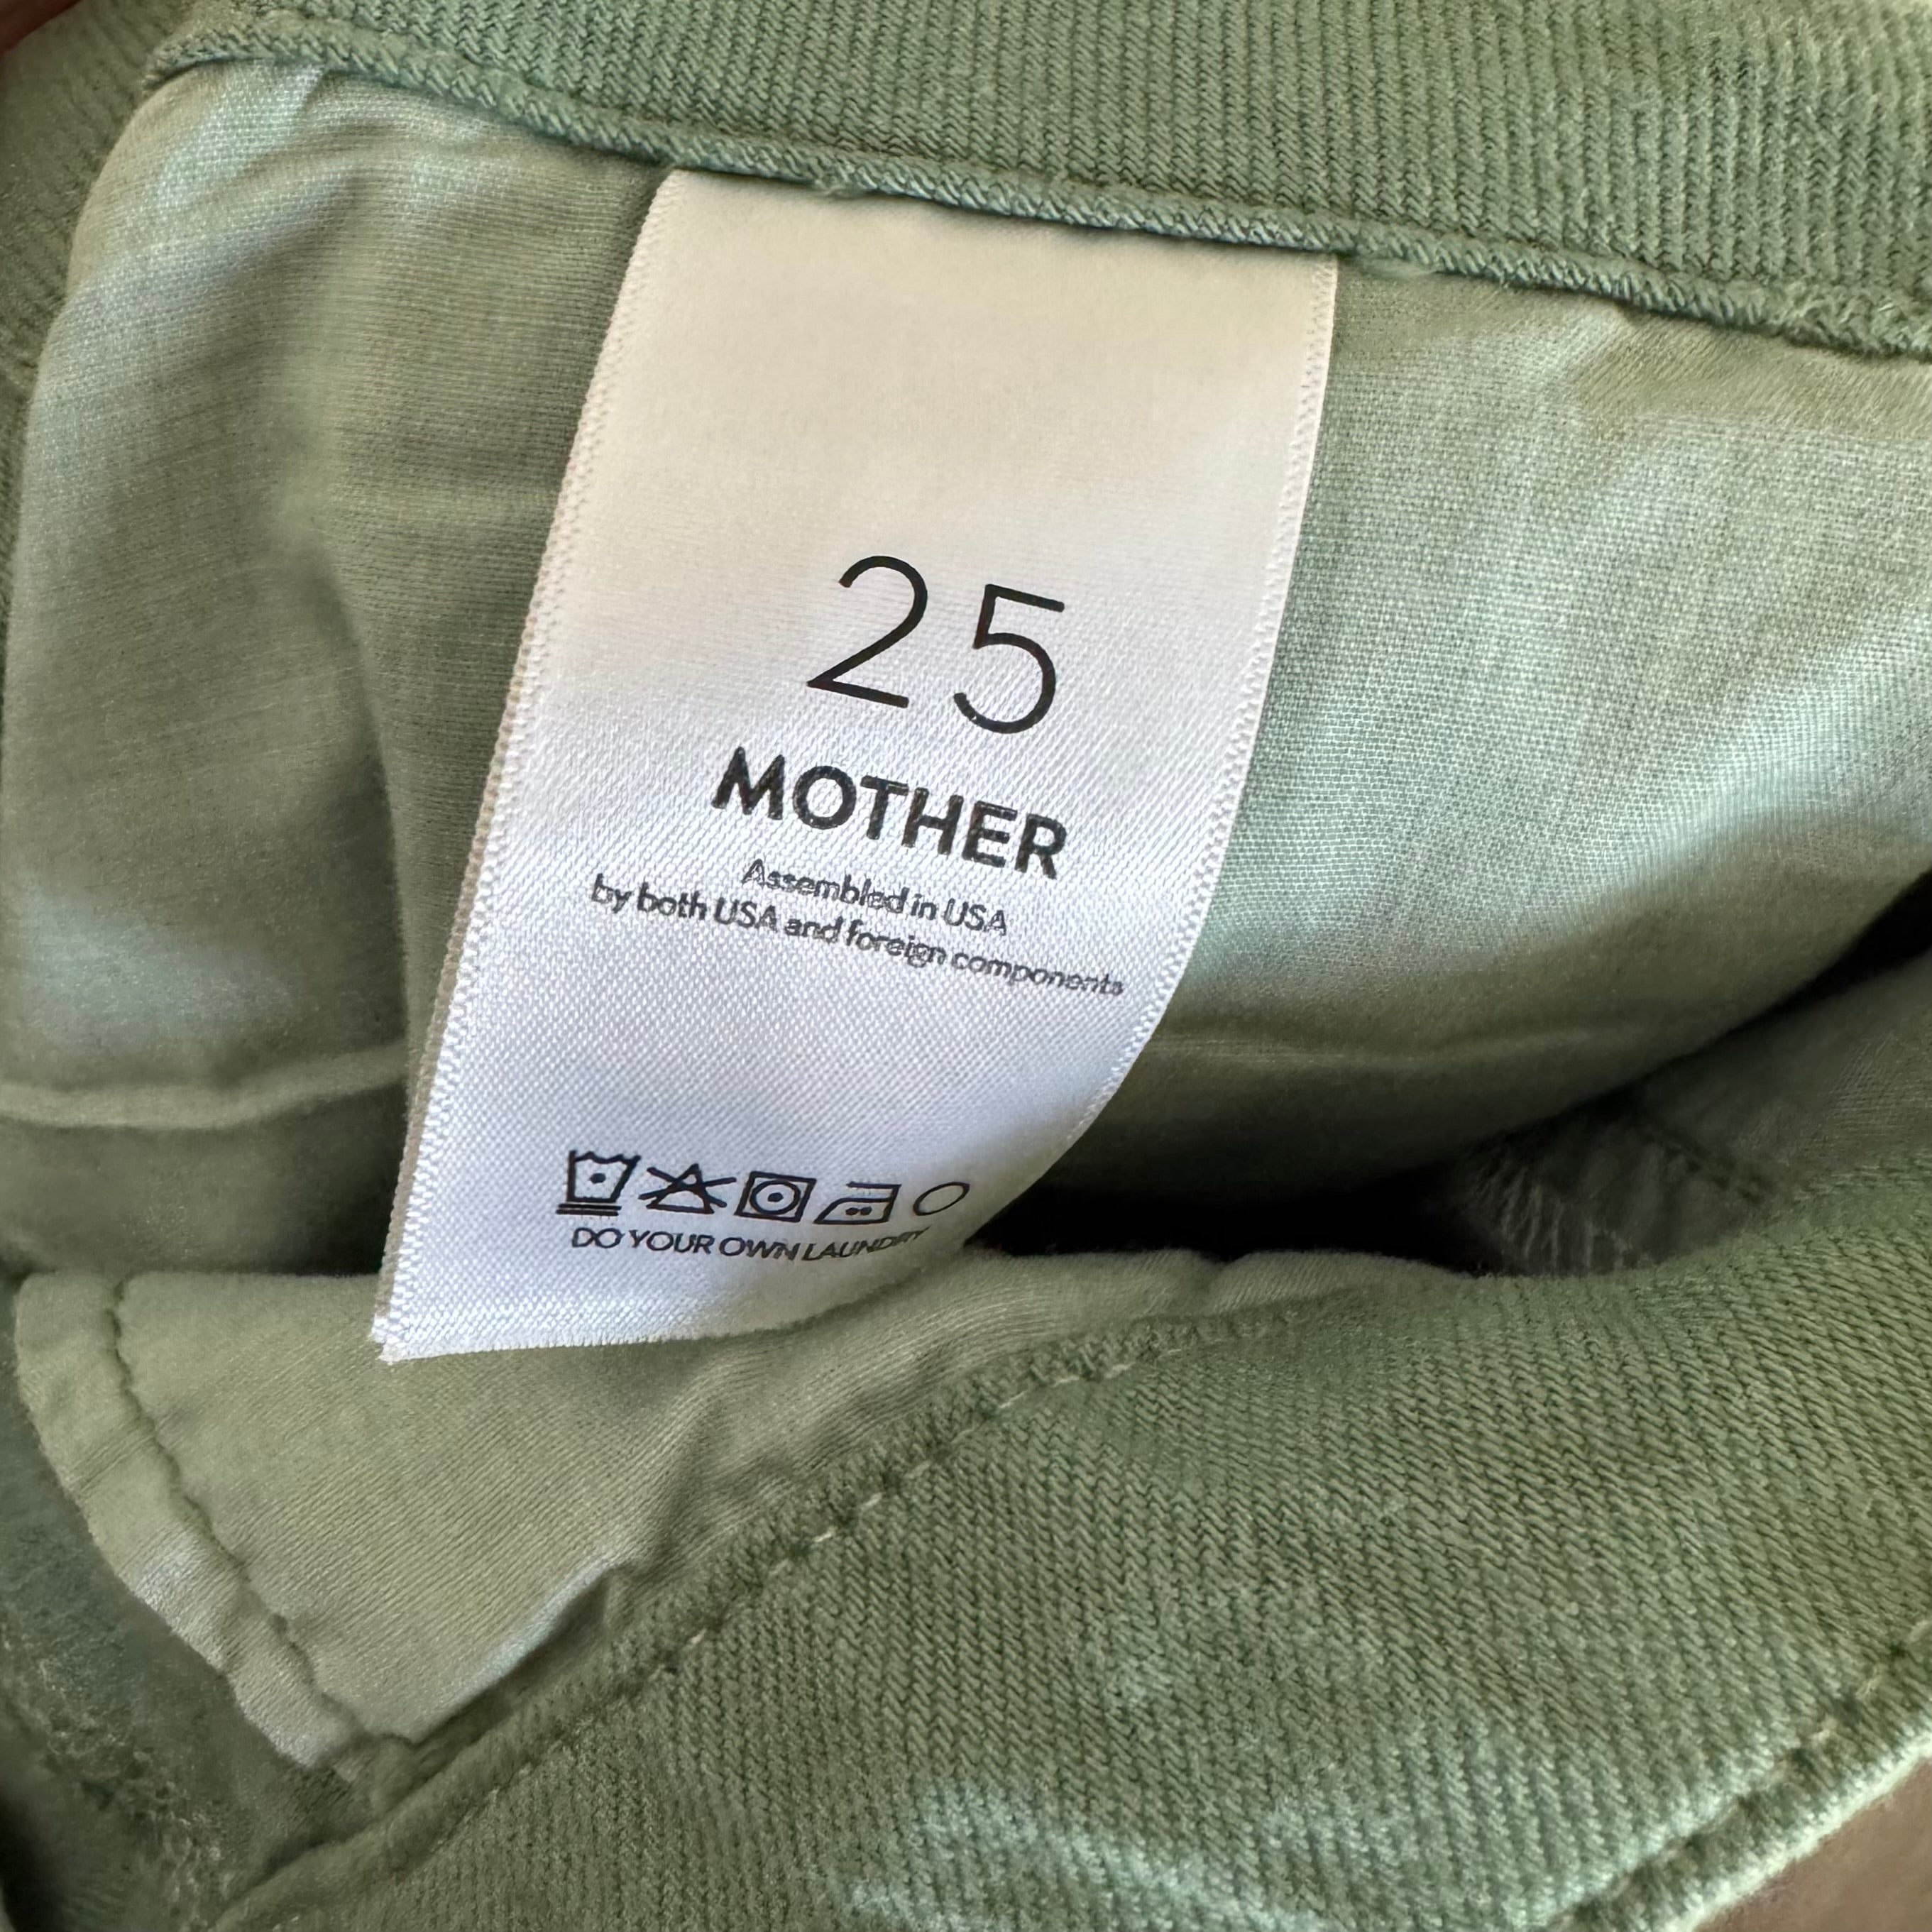 25
MOTHER
Assembled in USA
by both USA and foreign components
DO YOUR OWN LAUNDRY